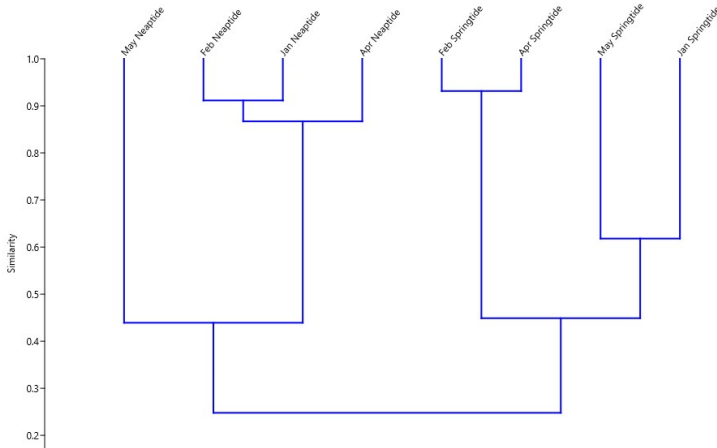 May Neaptide
Feb Neaptide
Jan Neaptide
Apr Neaptide
Feb Springtide
Apr Springtide
May Springtide
Jan Springtide
1.0
0.9
0.8
0.7
0.6
0.5
0.4
0.3
0.2
Similarity